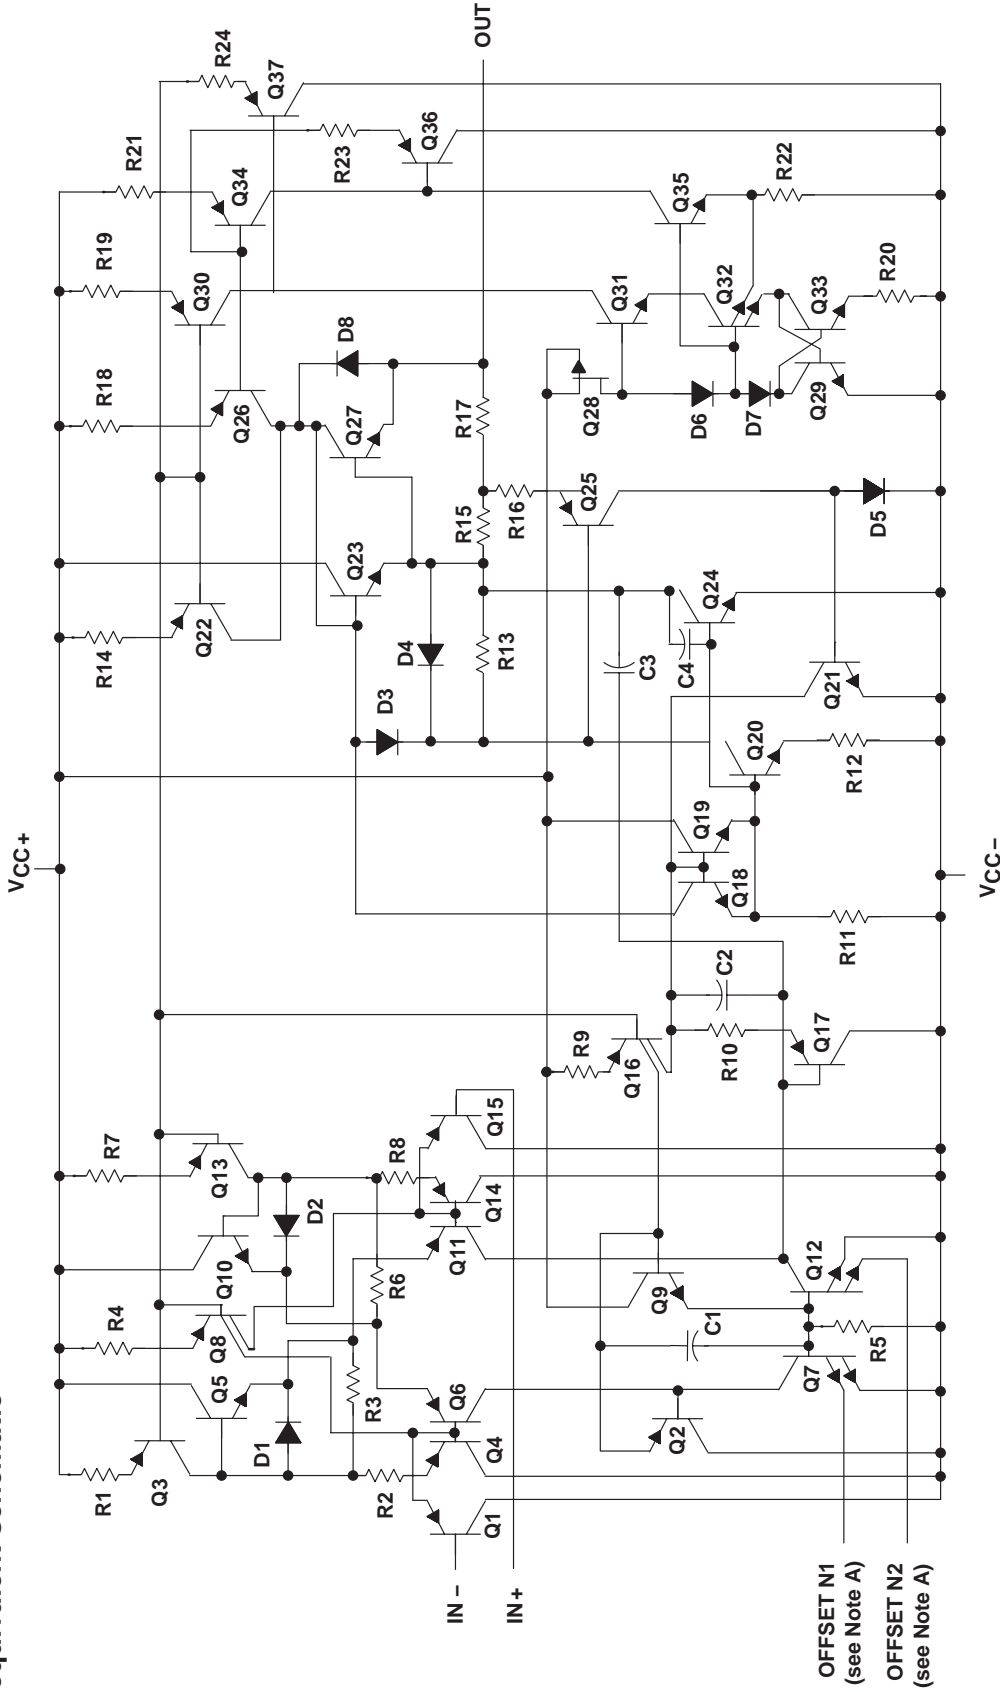 VCC+
R1
R4
R7
R14
R18
R19
R21
R24
Q3
Q5
Q8
Q10
Q13
Q22
Q26
Q30
Q34
Q37
D1
D2
Q23
Q27
D8
R23
R2
R3
R6
R8
D3
D4
Q36
IN –
Q1
Q4
Q6
Q11
Q14
Q15
R13
R15
R17
OUT
IN+
R9
R16
Q25
Q28
Q31
Q16
C3
C4
Q2
Q9
C1
Q18
Q19
Q24
D6
D7
Q32
Q35
R10
C2
Q20
R22
Q7
Q12
Q17
Q21
Q29
Q33
OFFSET N1
(see Note A)
R5
R11
R12
D5
R20
OFFSET N2
(see Note A)
VCC–